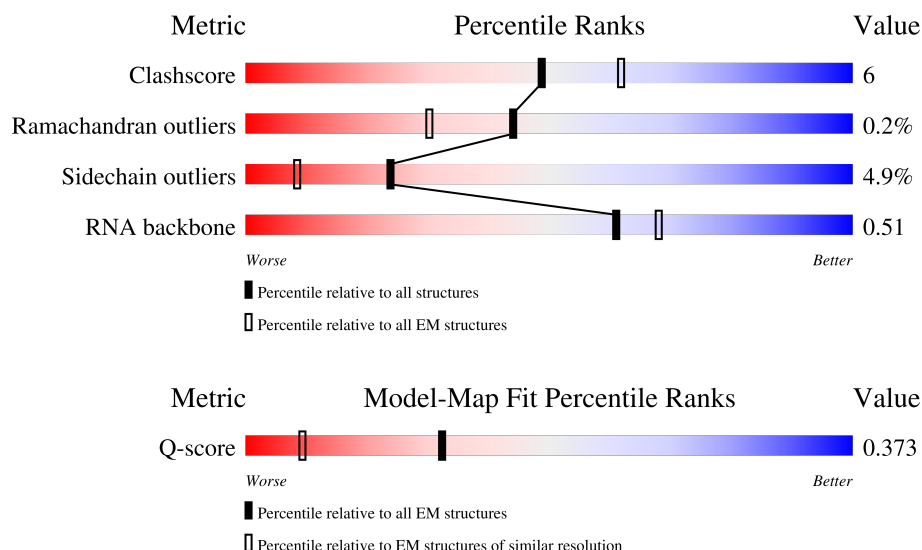 Metric Percentile Ranks Value
Clashscore 6
Ramachandran outliers 0.2%
Sidechain outliers 4.9%
RNA backbone 0.51
Worse Better
Percentile relative to all structures
Percentile relative to all EM structures
Metric Model-Map Fit Percentile Ranks Value
Q-score 0.373
Worse Better
Percentile relative to all EM structures
Percentile relative to EM structures of similar resolution